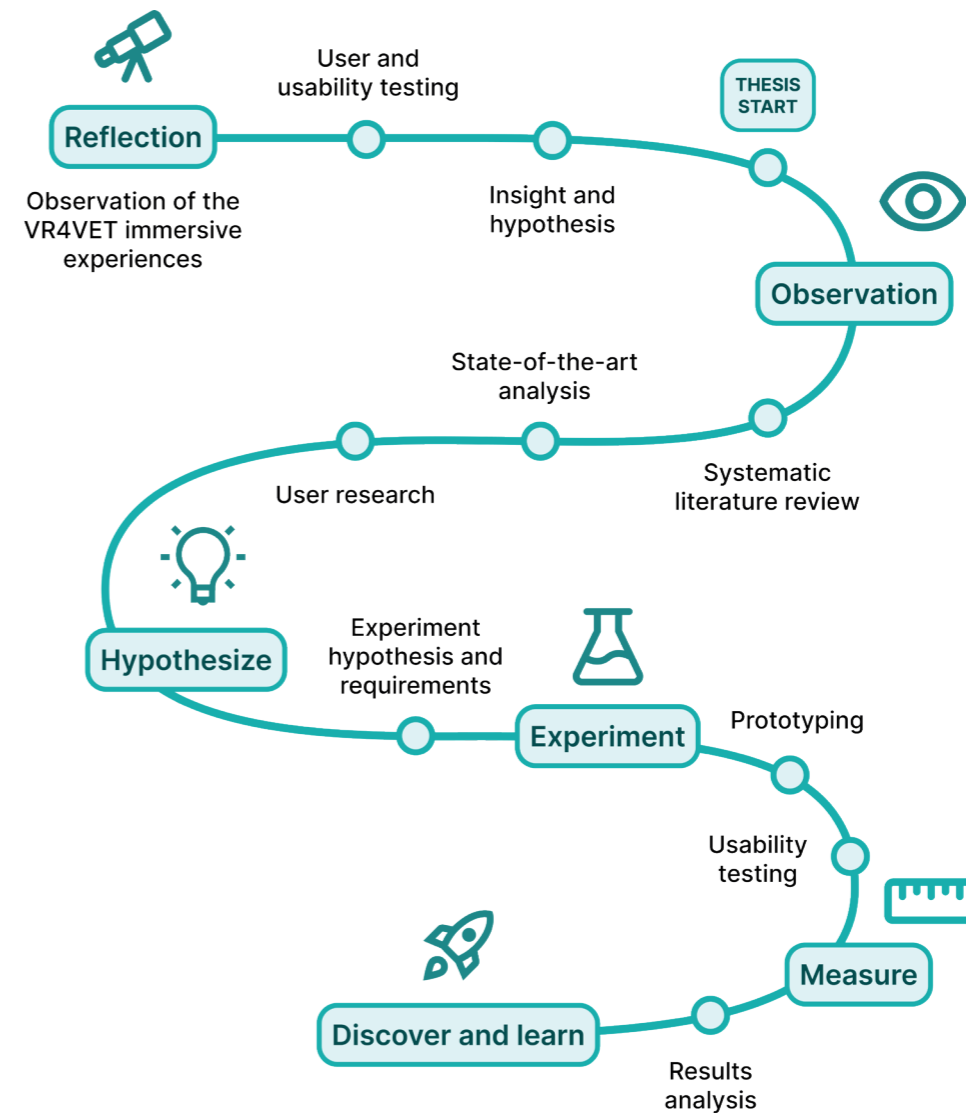 User and
usability testing
THESIS
START
Reflection
Observation of the
VR4VET immersive
experiences
Insight and
hypothesis
Observation
State-of-the-art
analysis
Systematic
literature review
User research
Hypothesize
Experiment
hypothesis and
requirements
Experiment
Prototyping
Usability
testing
Measure
Discover and learn
Results
analysis